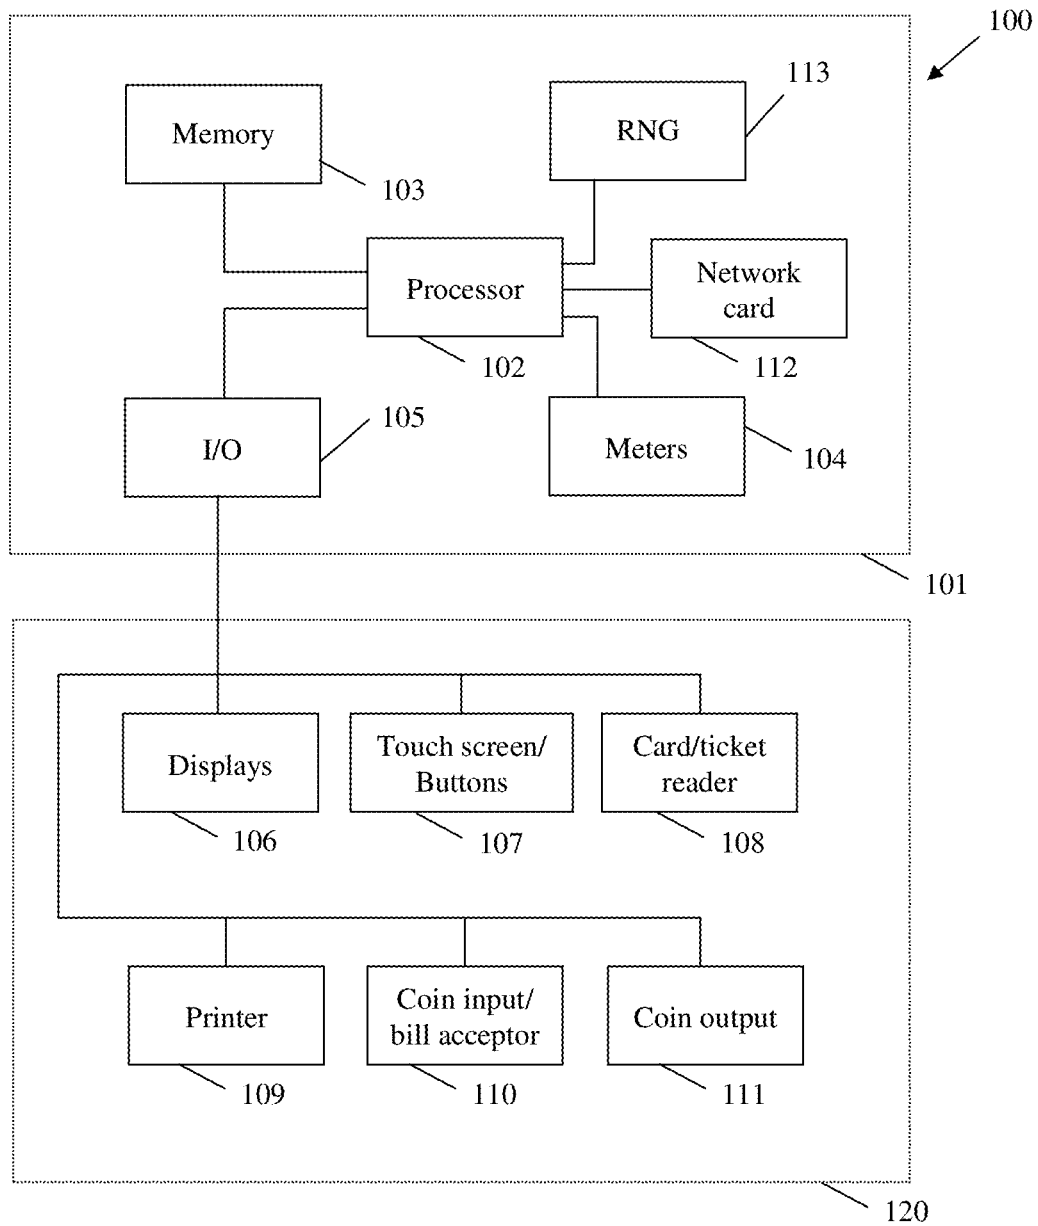 100
113
RNG
Memory
103
Network
card
Processor
102
112
105
I/O
Meters
104
101
Touch screen/
Buttons
Card/ticket
reader
Displays
106
107
108
Coin input/
bill acceptor
Printer
Coin output
109
110
111
120